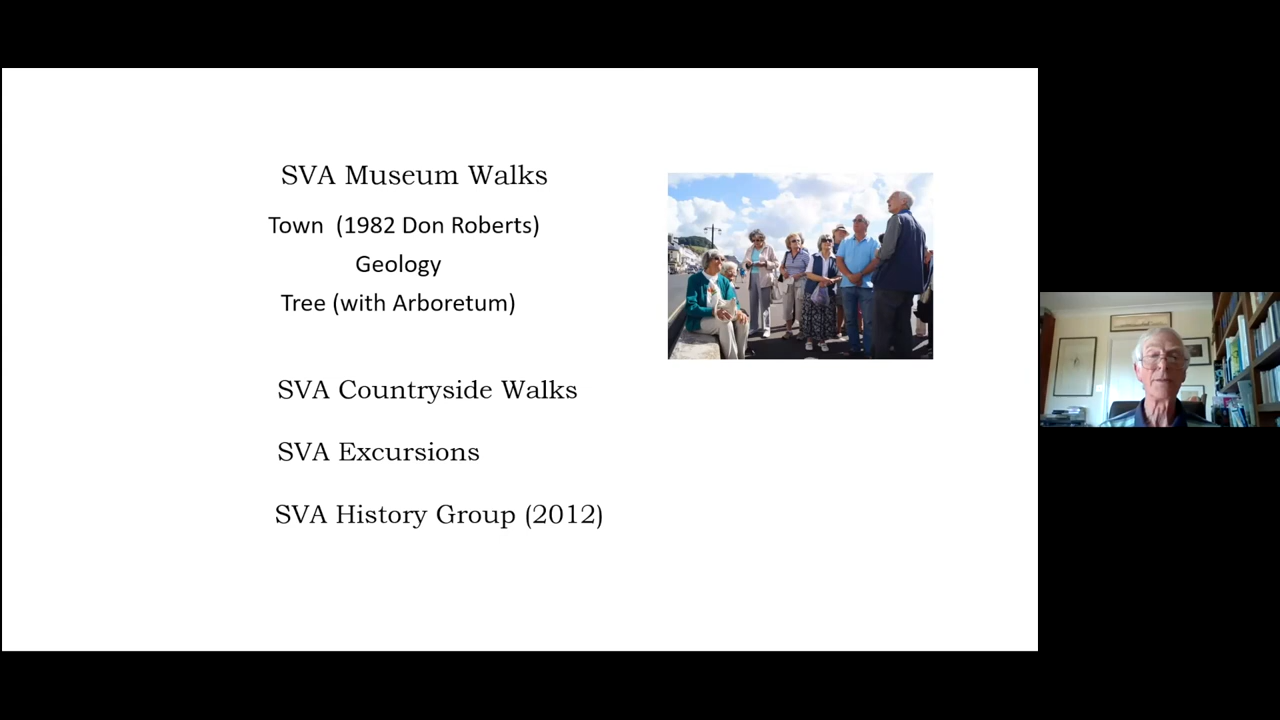 SVA Museum Walks
Town (1982 Don Roberts)
Geology
Tree (with Arboretum)
SVA Countryside Walks
SVA Excursions
SVA History Group (2012)